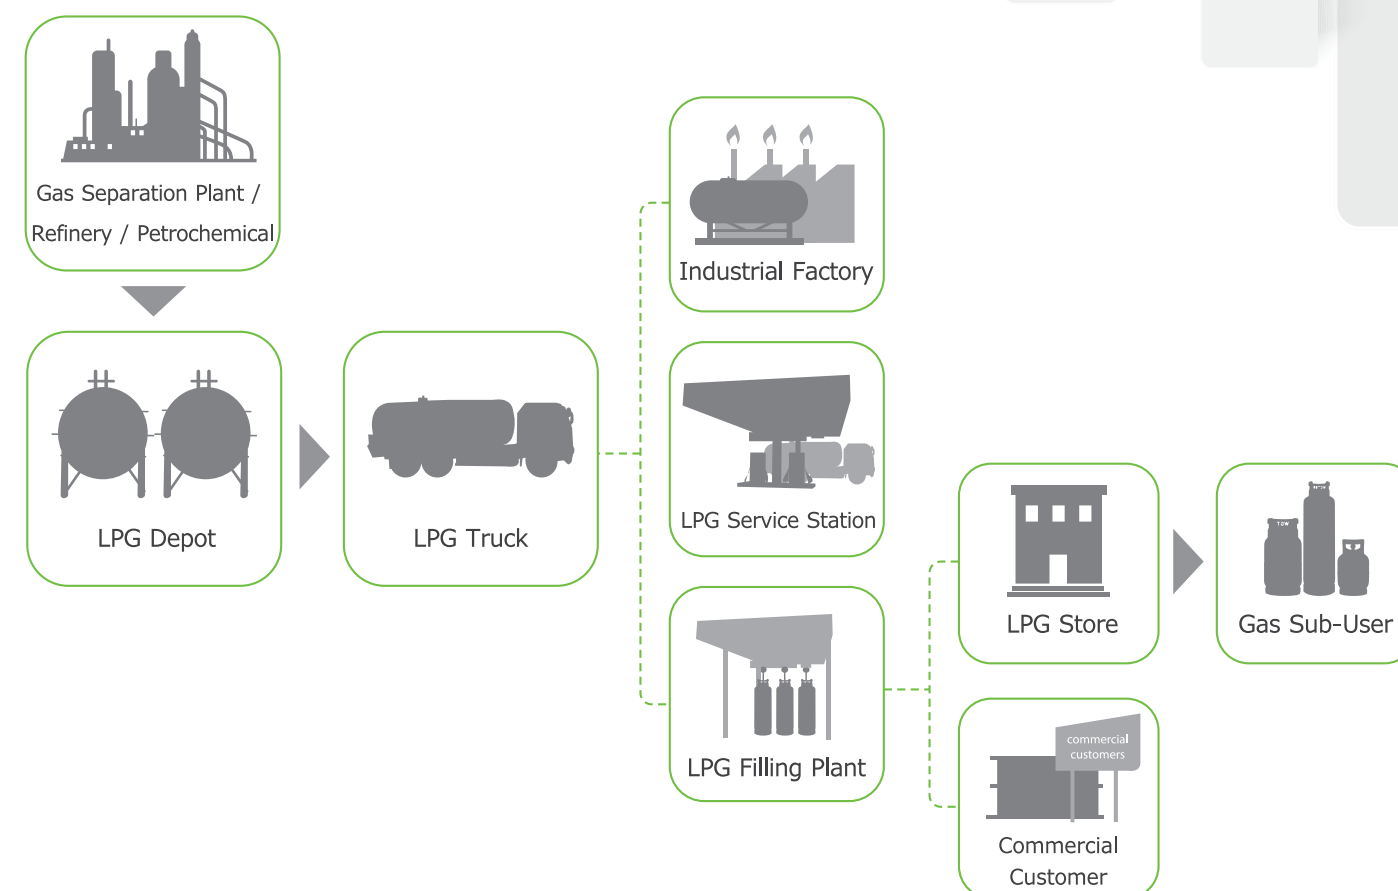 Gas Separation Plant /
Refinery / Petrochemical
Industrial Factory
LPG Depot
LPG Truck
LPG Service Station
LPG Store
Gas Sub-User
LPG Filling Plant
commercial
customers
Commercial
Customer